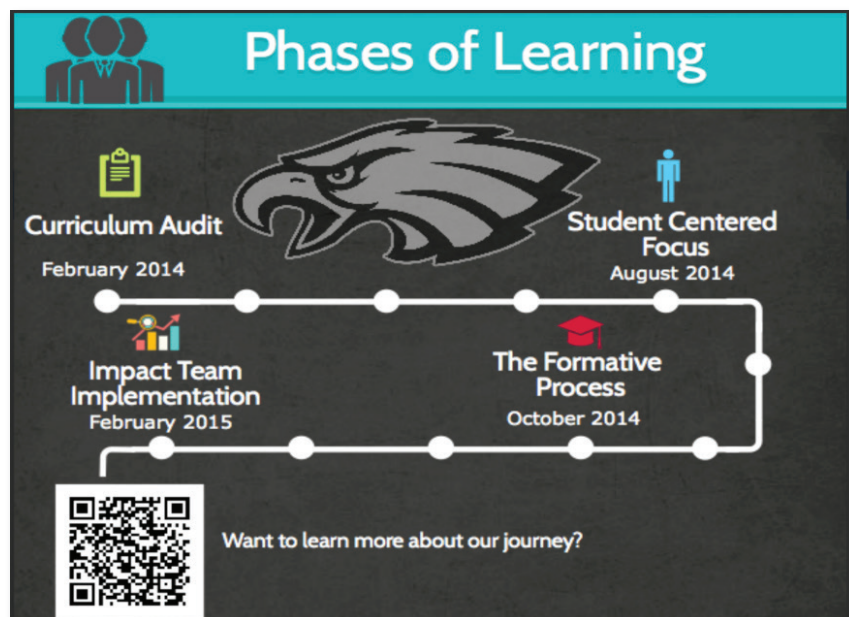 Phases of Learning
Curriculum Audit
February 2014
Student Centered
Focus
August 2014
The Formative
Process
October 2014
Impact Team
Implementation
February 2015
Want to learn more about our journey?